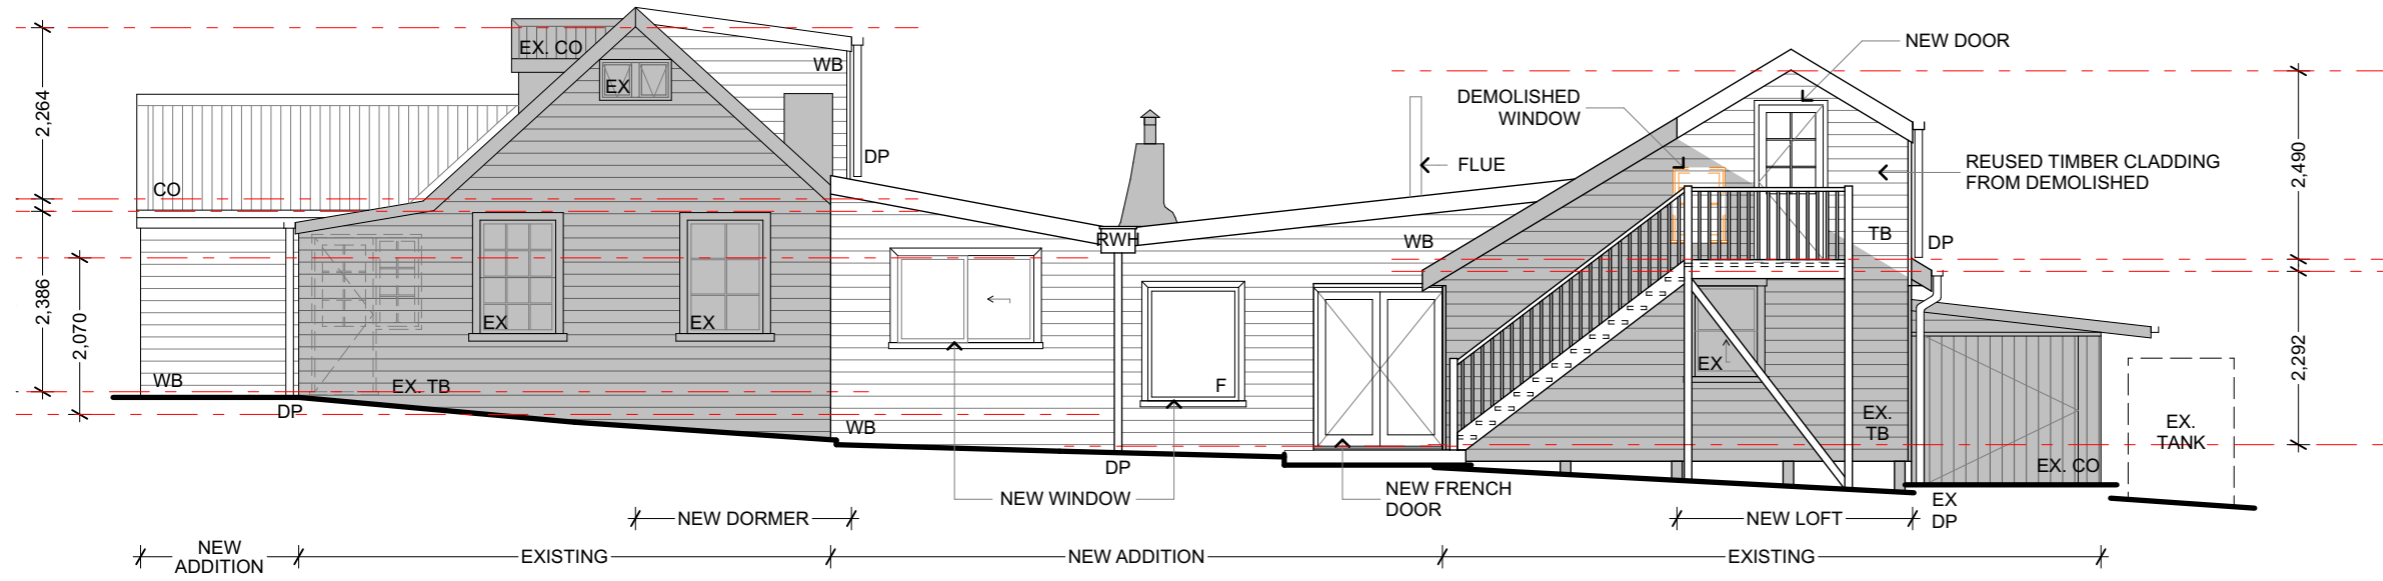 NEW DOOR
EX. CO
WB
EX
DEMOLISHED
WINDOW
2,264
DP
FLUE
REUSED TIMBER CLADDING
FROM DEMOLISHED
2,490
CO
RWH
WB
TB
DP
2,386
2,070
EX
EX
EX
2,292
WB
EX. TB
F
DP
WB
EX.
TB
EX.
TANK
EX. CO
DP
NEW WINDOW
NEW FRENCH
DOOR
EX
DP
NEW DORMER
NEW LOFT
NEW
ADDITION
EXISTING
NEW ADDITION
EXISTING